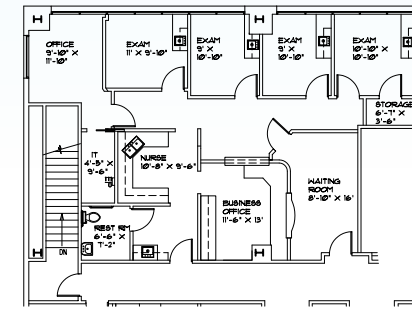 OFFICE
9'-10" X
11'-10"
EXAM
11' X 9'-10"
EXAM
9' X
10'-10"
EXAM
9' X
10'-10"
EXAM
10'-10" X
10'-10"
STORAGE
6'-7" X
3'-6"
IT
4'-5" X
9'-6"
NURSE
10'-8" X 9'-6"
WAITING
ROOM
8'-10" X 16'
BUSINESS
OFFICE
11'-6" X 13'
REST RM
6'-6" X
7'-2"
DN